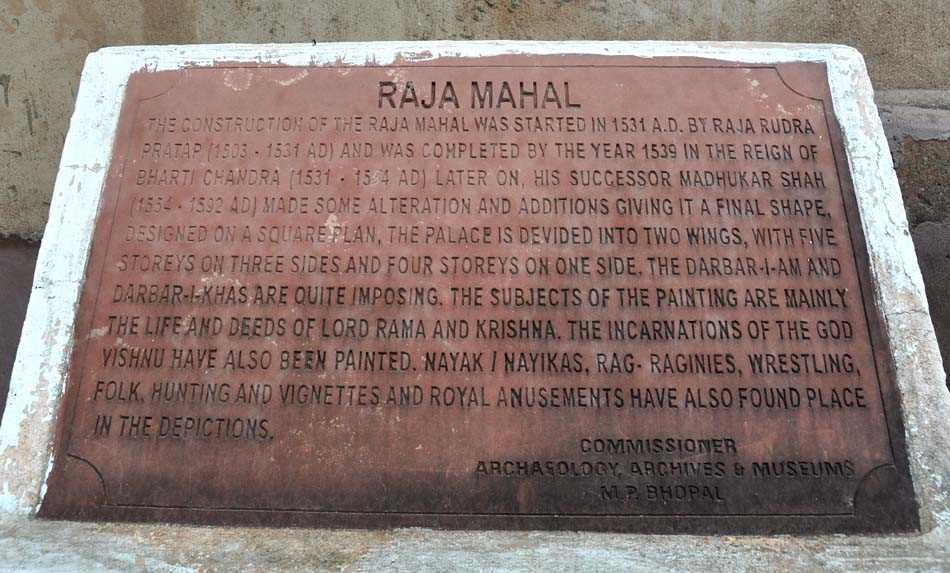 RAJA MAHAL
THE CONSTRUCTION OF THE RAJA MAHAL WAS STARTED IN 1531 A.D. BY RAJA RUDRA
PRATAP (1503 - 1531 AD) AND WAS COMPLETED BY THE YEAR 1539 IN THE REIGN OF
BHARTI CHANDRA (1531 - 1554 AD) LATER ON, HIS SUCCESSOR MADHUKAR SHAH
(1554 - 1592 AD) MADE SOME ALTERATION AND ADDITIONS GIVING IT A FINAL SHAPE.
DESIGNED ON A SQUARE PLAN, THE PALACE IS DEVIDED INTO TWO WINGS, WITH FIVE
STOREYS ON THREE SIDES AND FOUR STOREYS ON ONE SIDE. THE DARBAR-I-AM AND
DARBAR-I-KHAS ARE QUITE IMPOSING. THE SUBJECTS OF THE PAINTING ARE MAINLY
THE LIFE AND DEEDS OF LORD RAMA AND KRISHNA. THE INCARNATIONS OF THE GOD
VISHNU HAVE ALSO BEEN PAINTED. NAYAK / NAYIKAS, RAG- RAGINIES, WRESTLING,
FOLK, HUNTING AND VIGNETTES AND ROYAL ANUSEMENTS HAVE ALSO FOUND PLACE
IN THE DEPICTIONS.
COMMISSIONER
ARCHAEOLOGY, ARCHIVES & MUSEUMS
M.P. BHOPAL